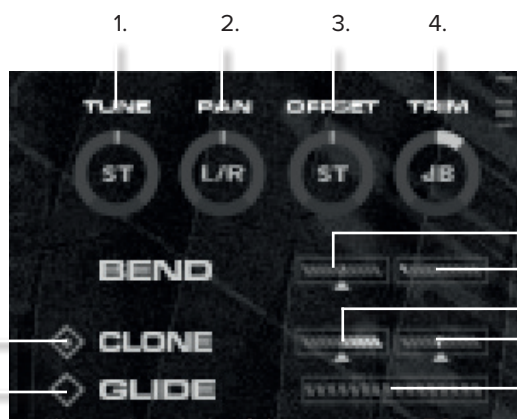 1. 2. 3. 4.
TUNE PAN OFFSET TRIM
ST L/R ST dB
BEND
CLONE
GLIDE